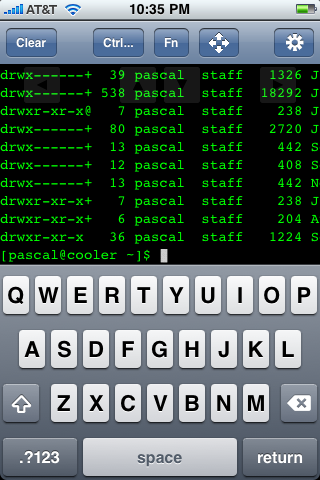 AT&T 10:35 PM
Clear Ctrl... Fn
drwx------+ 39 pascal staff 1326 J
drwx------+ 538 pascal staff 18292 J
drwxr-xr-x@ 7 pascal staff 238 J
drwx------+ 80 pascal staff 2720 J
drwx------+ 13 pascal staff 442 S
drwx------+ 12 pascal staff 408 S
drwx------+ 13 pascal staff 442 N
drwxr-xr-x+ 7 pascal staff 238 J
drwxr-xr-x+ 6 pascal staff 204 A
drwxr-xr-x 36 pascal staff 1224 S
[pascal@cooler ~]$
Q W E R T Y U I O P
A S D F G H J K L
Z X C V B N M
.?123 space return